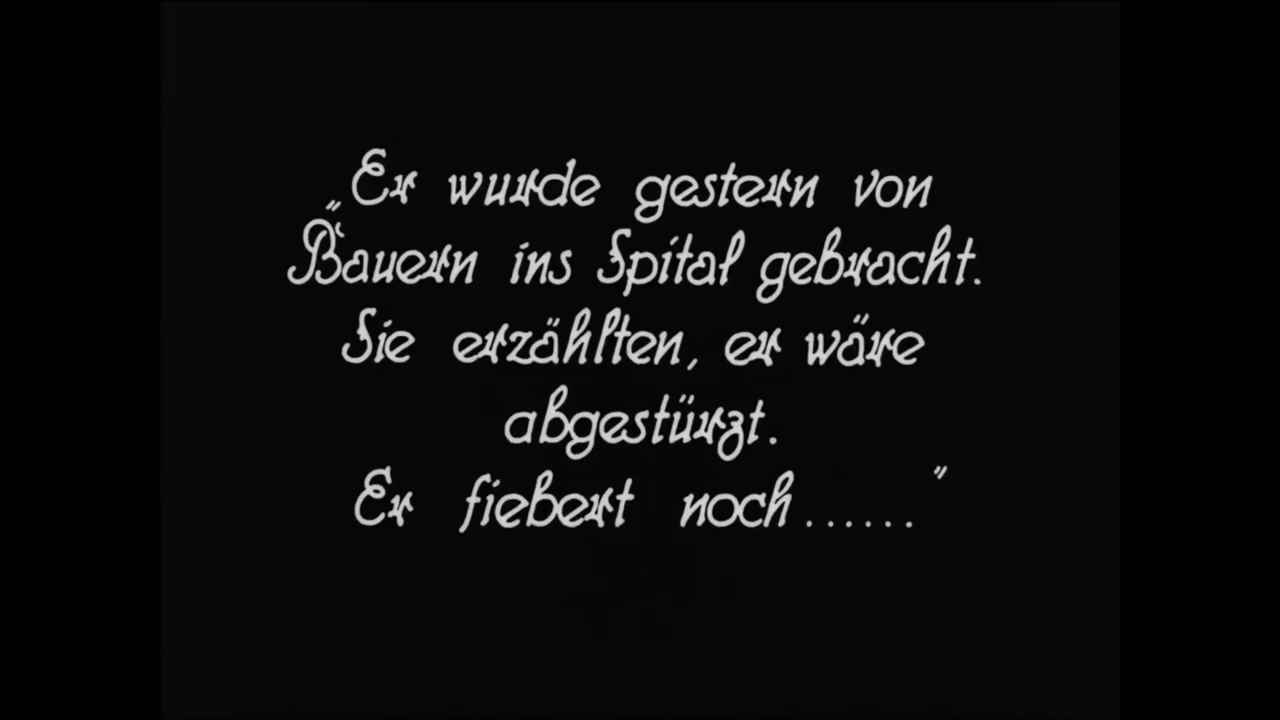 "Er wurde gestern von
Bauern ins Spital gebracht.
Sie erzählten, er wäre
abgestürzt.
Er fiebert noch......"